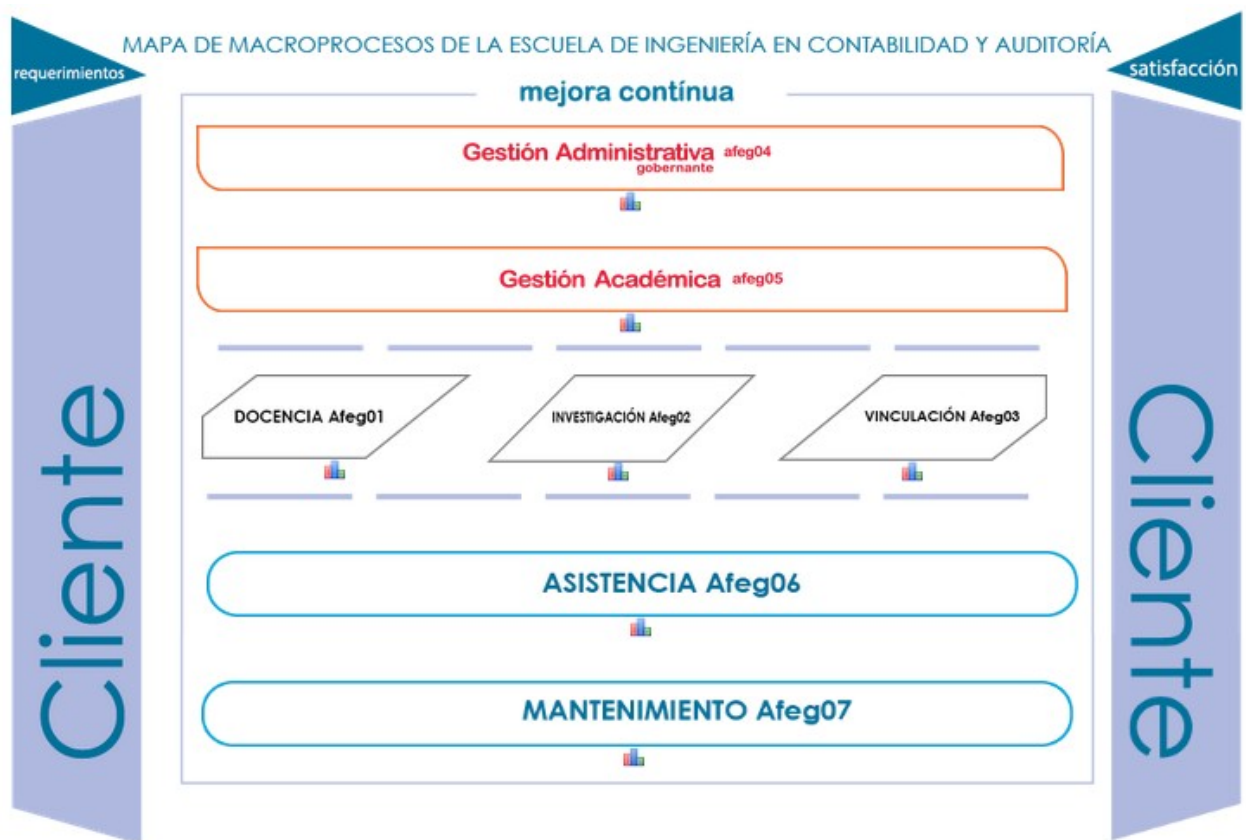 MAPA DE MACROPROCESOS DE LA ESCUELA DE INGENIERÍA EN CONTABILIDAD Y AUDITORÍA
requerimientos
satisfacción
mejora contínua
Gestión Administrativa afeg04
gobernante
Gestión Académica afeg05
DOCENCIA Afeg01
INVESTIGACIÓN Afeg02
VINCULACIÓN Afeg03
ASISTENCIA Afeg06
MANTENIMIENTO Afeg07
Cliente
Cliente